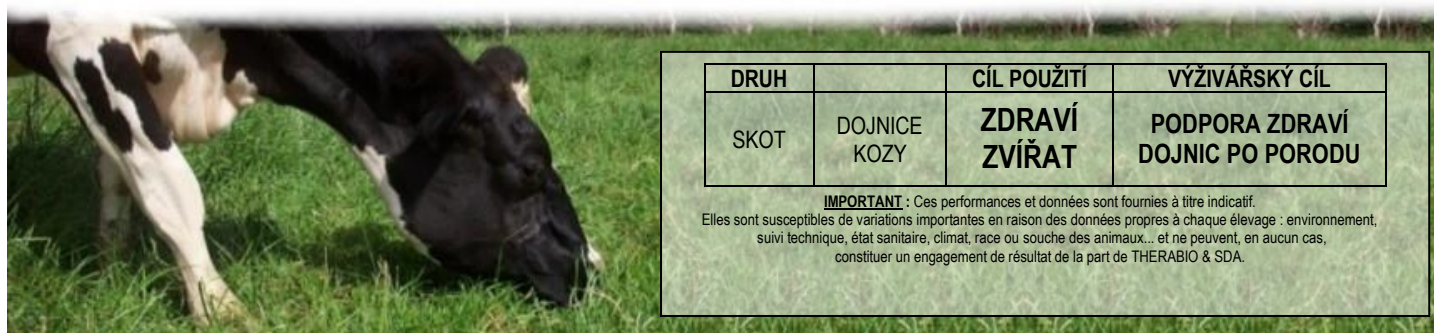 DRUH CÍL POUŽITÍ VÝŽIVÁŘSKÝ CÍL
SKOT DOJNICE KOZY ZDRAVÍ ZVÍŘAT PODPORA ZDRAVÍ DOJNIC PO PORODU
IMPORTANT : Ces performances et données sont fournies à titre indicatif.
Elles sont susceptibles de variations importantes en raison des données propres à chaque élevage : environnement,
suivi technique, état sanitaire, climat, race ou souche des animaux... et ne peuvent, en aucun cas,
constituer un engagement de résultat de la part de THERABIO & SDA.